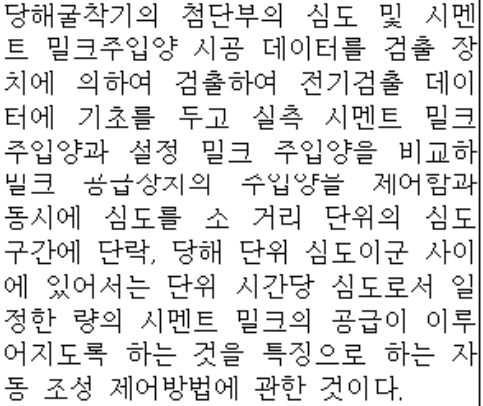 당해굴착기의 첨단부의 심도 및 시멘
트 밀크주입양 시공 데이터를 검출 장
치에 의하여 검출하여 전기검출 데이
터에 기초를 두고 실측 시멘트 밀크
주입양과 설정 밀크 주입양을 비교하
밀크 공급장치의 주입양을 제어함과
동시에 심도를 소 거리 단위의 심도
구간에 단락, 당해 단위 심도이군 사이
에 있어서는 단위 시간당 심도로서 일
정한 량의 시멘트 밀크의 공급이 이루
어지도록 하는 것을 특징으로 하는 자
동 조성 제어방법에 관한 것이다.